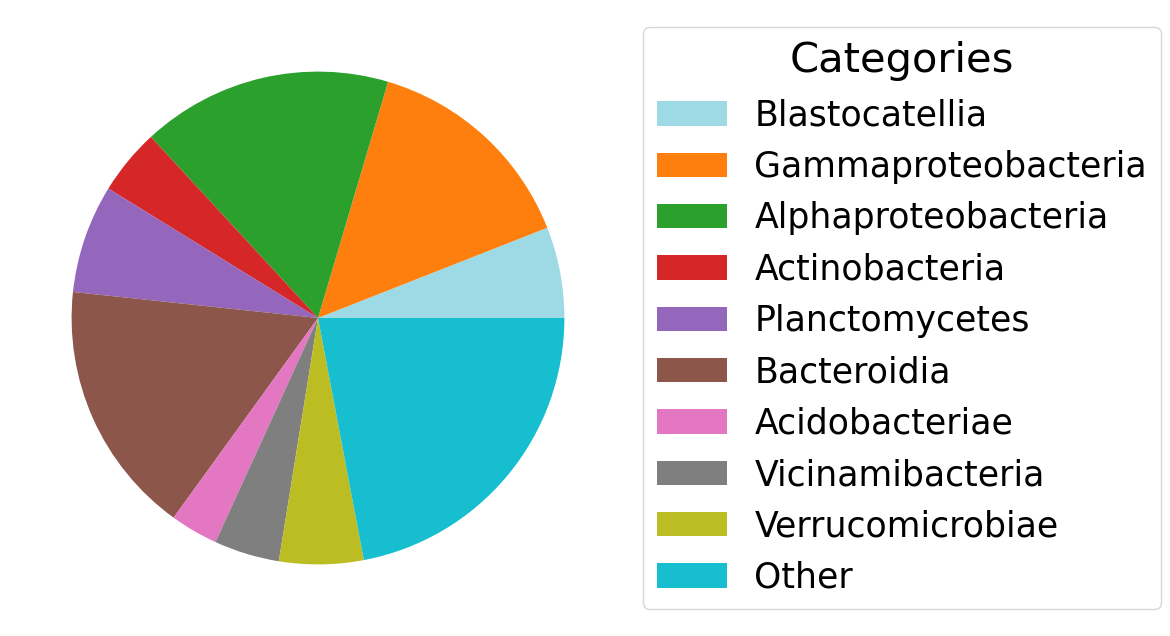 Categories
Blastocatellia
Gammaproteobacteria
Alphaproteobacteria
Actinobacteria
Planctomycetes
Bacteroidia
Acidobacteriae
Vicinamibacteria
Verrucomicrobiae
Other